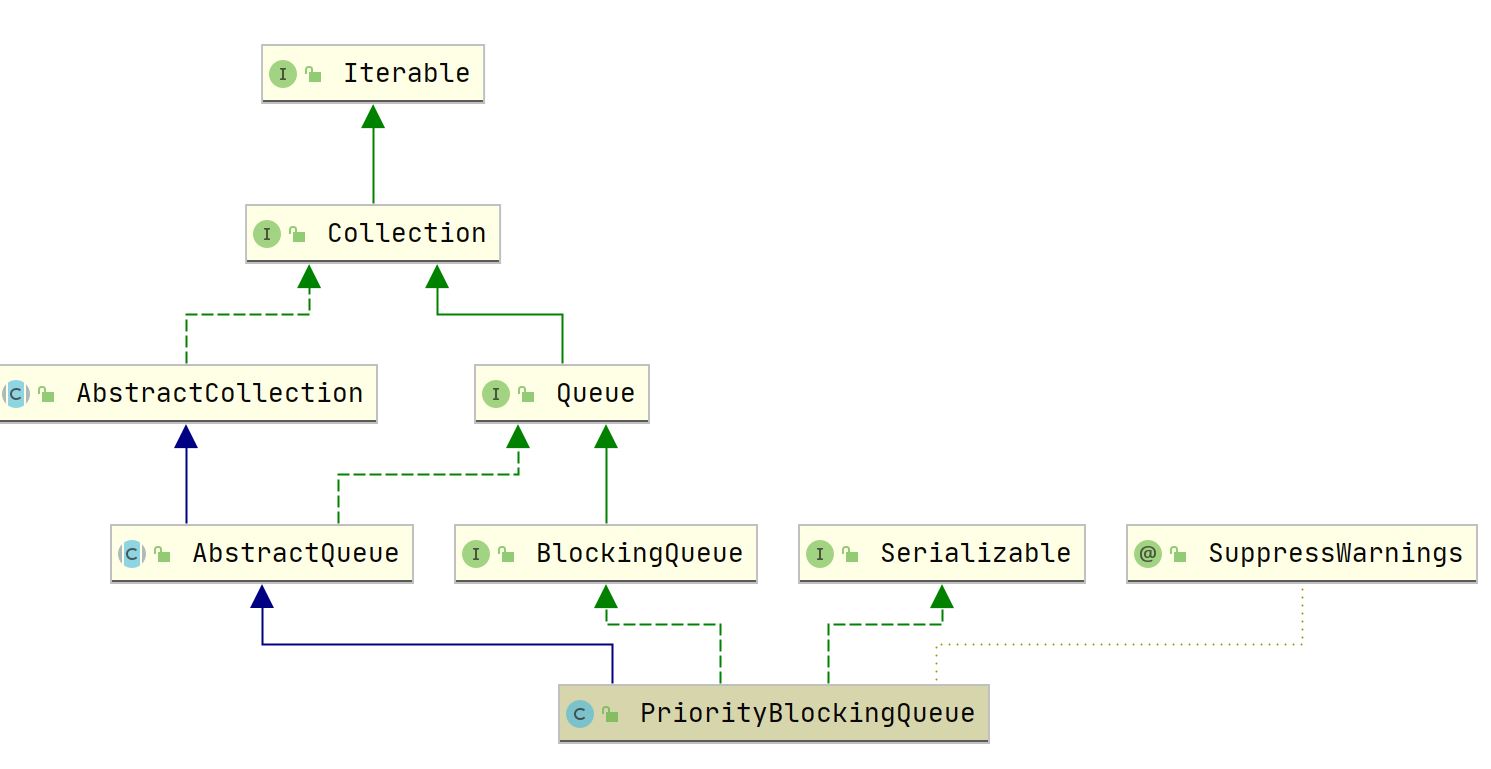 I Iterable
I Collection
C AbstractCollection
I Queue
C AbstractQueue
I BlockingQueue
I Serializable
@ SuppressWarnings
C PriorityBlockingQueue